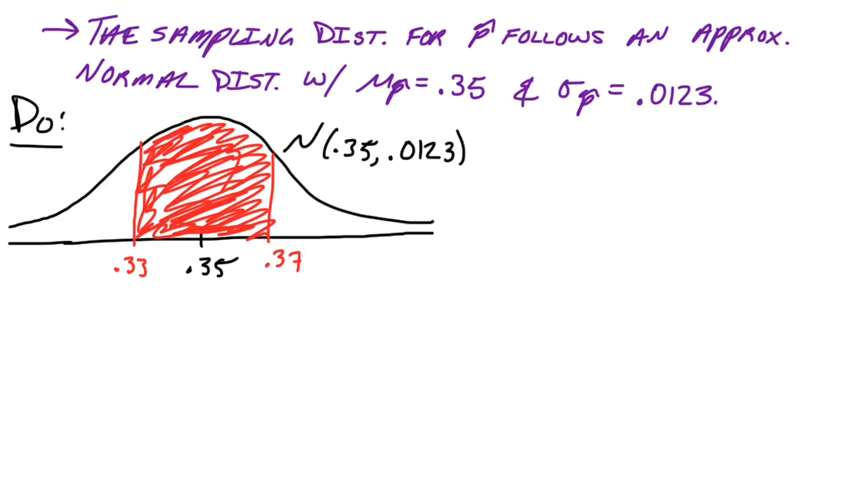 → THE SAMPLING DIST. FOR p̂ FOLLOWS AN APPROX.
NORMAL DIST. W/ μp̂ = .35 & σp̂ = .0123.
DO:
N(.35, .0123)
.33 .35 .37